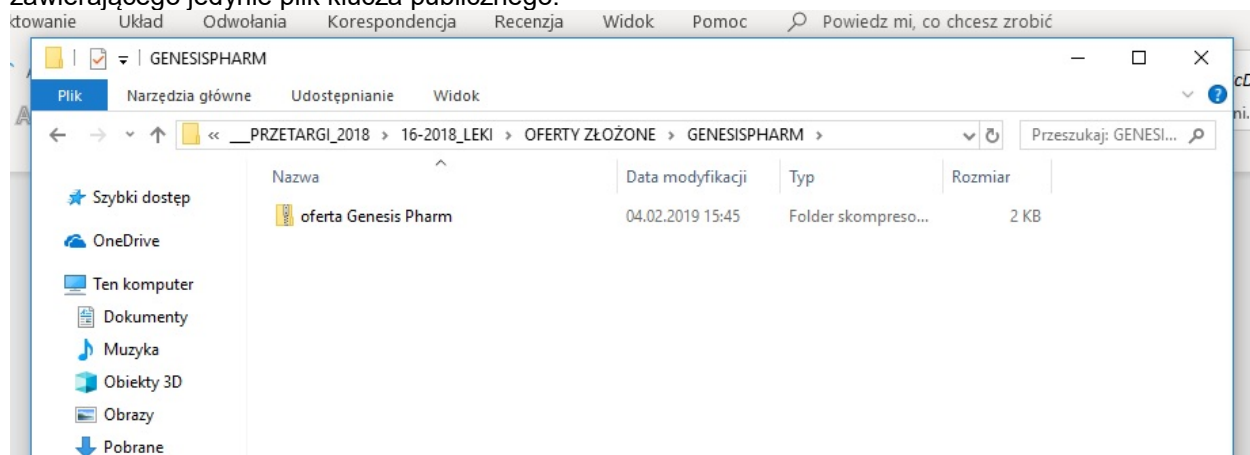 zawierającego jedynie plik klucza publicznego.
ktowanie Układ Odwołania Korespondencja Recenzja Widok Pomoc Powiedz mi, co chcesz zrobić
GENESISPHARM
Plik Narzędzia główne Udostępnianie Widok
« ___PRZETARGI_2018 > 16-2018_LEKI > OFERTY ZŁOŻONE > GENESISPHARM > Przeszukaj: GENESI...
Nazwa Data modyfikacji Typ Rozmiar
Szybki dostęp
oferta Genesis Pharm 04.02.2019 15:45 Folder skompreso... 2 KB
OneDrive
Ten komputer
Dokumenty
Muzyka
Obiekty 3D
Obrazy
Pobrane